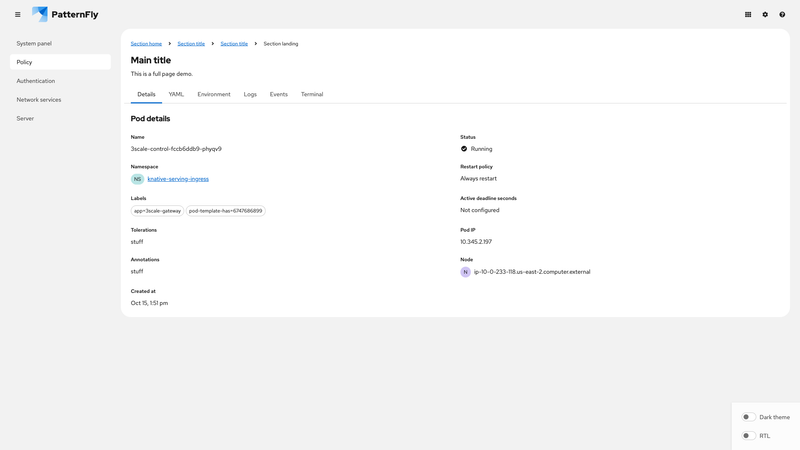 PatternFly
System panel
Policy
Authentication
Network services
Server
Section home
Section title
Section title
Section landing
Main title
This is a full page demo.
Details
YAML
Environment
Logs
Events
Terminal
Pod details
Name
3scale-control-fccb6ddb9-phyqv9
Status
Running
Namespace
NS knative-serving-ingress
Restart policy
Always restart
Labels
app=3scale-gateway
pod-template-has=6747686899
Active deadline seconds
Not configured
Tolerations
stuff
Pod IP
10.345.2.197
Annotations
stuff
Node
N ip-10-0-233-118.us-east-2.computer.external
Created at
Oct 15, 1:51 pm
Dark theme
RTL